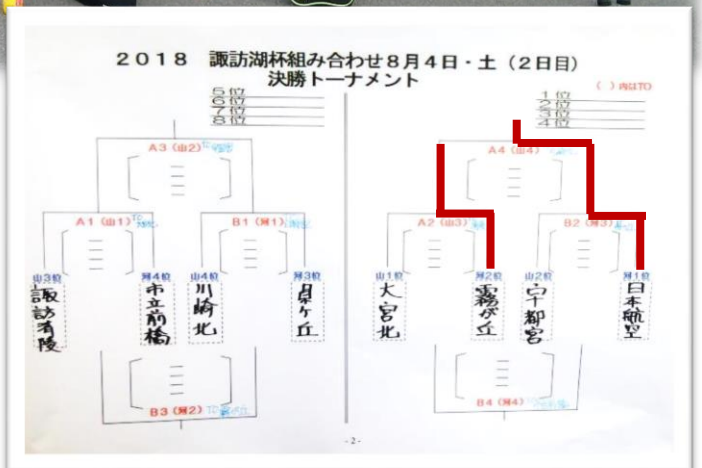 2018 諏訪湖杯組み合わせ8月4日・土（2日目）
決勝トーナメント
（ ）内はTO
5位
6位
7位
8位
1位
2位
3位
4位
A3（山2）
A4（山4）
A1（山1）
B1（河1）
A2（山3）
B2（河3）
山3位
河4位
山4位
河3位
山1位
河2位
山2位
河1位
諏訪清陵
市立前橋
川崎北
大宮北
霧が丘
宇都宮
日本航空
B3（河2）
B4（河4）
- 2 -